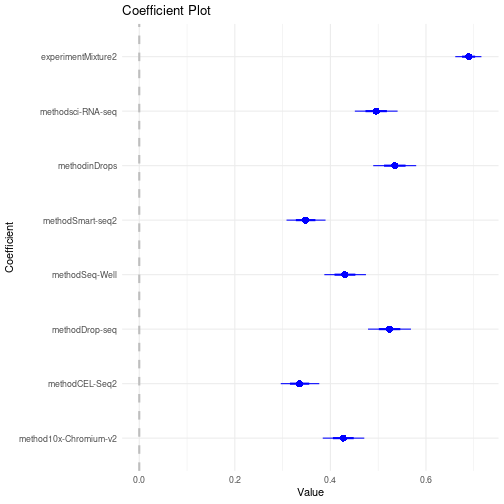 Coefficient Plot
Coefficient
experimentMixture2
methodsci-RNA-seq
methodinDrops
methodSmart-seq2
methodSeq-Well
methodDrop-seq
methodCEL-Seq2
method10x-Chromium-v2
0.0 0.2 0.4 0.6
Value